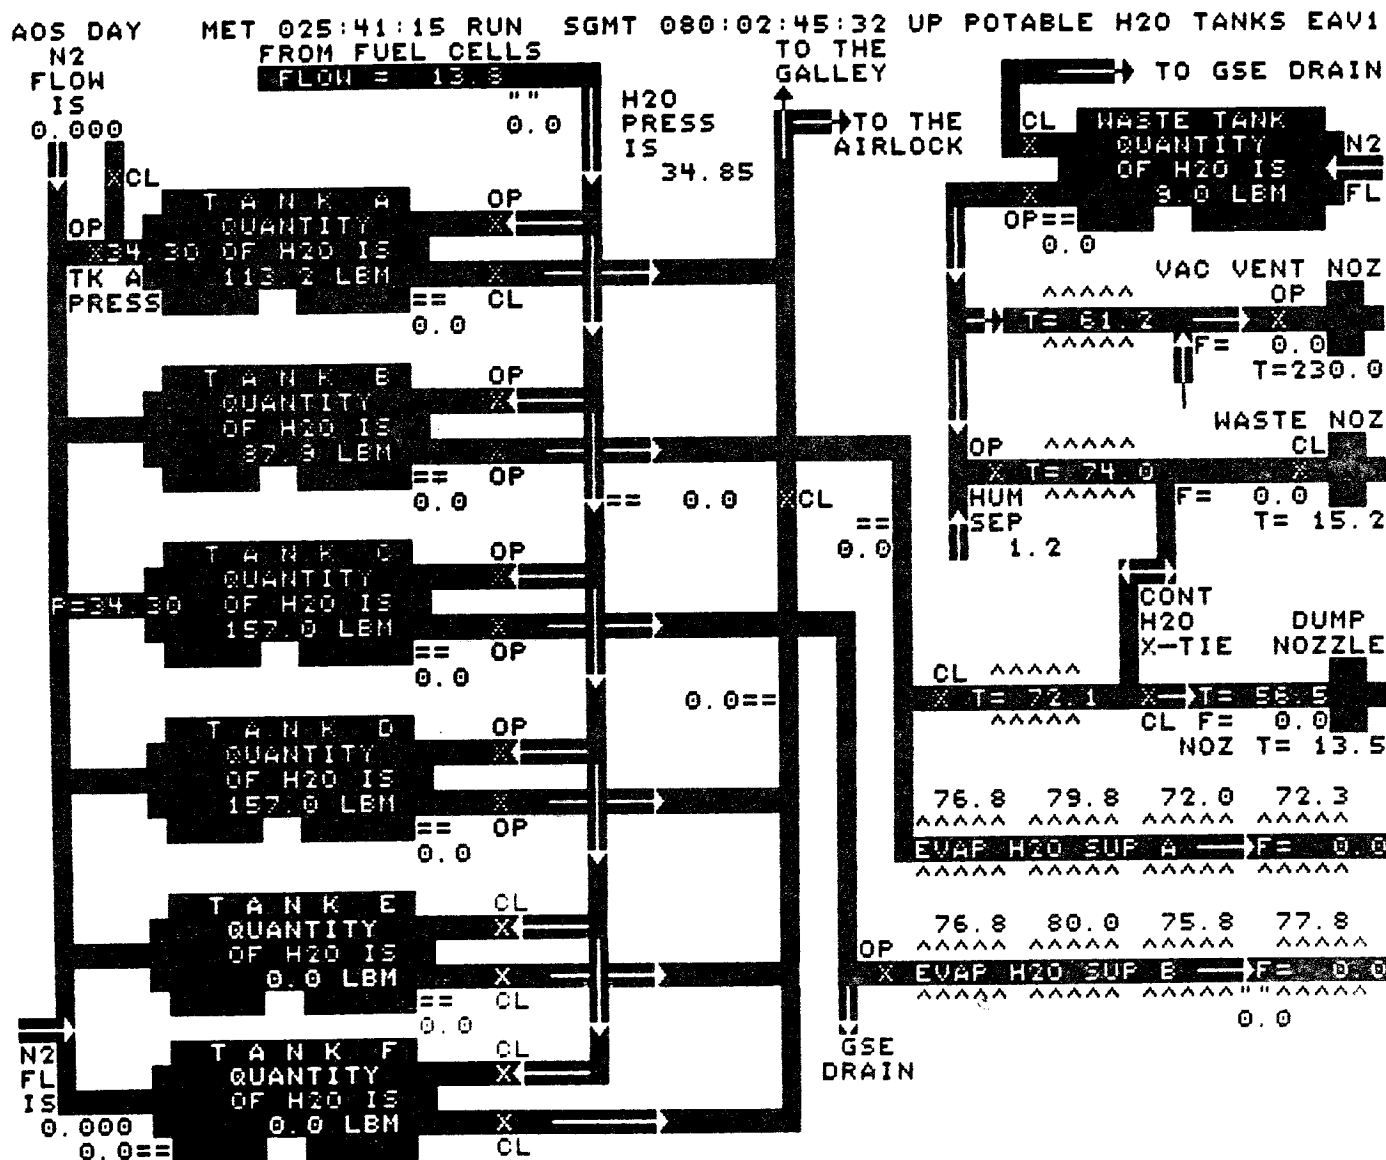 AOS DAY MET 025:41:15 RUN SGMT 080:02:45:32 UP POTABLE H2O TANKS EAV1
N2
FLOW
IS
0.000
CL
OP
34.30
TK A
PRESS
FROM FUEL CELLS
FLOW = 13.8
""
0.0
H2O
PRESS
IS
34.85
TO THE
GALLEY
TO THE
AIRLOCK
TO GSE DRAIN
CL
X
WASTE TANK
QUANTITY
OF H2O IS
9.0 LBM
N2
FL
X
OP==
0.0
TANK A
QUANTITY
OF H2O IS
113.2 LBM
OP
X
X
CL
==
0.0
VAC VENT NOZ
^^^^^ OP
T= 61.2 X
^^^^^ F= 0.0
T=230.0
TANK B
QUANTITY
OF H2O IS
OP
X
X
OP
==
0.0
== 0.0
XCL
==
0.0
WASTE NOZ
OP ^^^^^ CL
X T= 74.0 X
HUM ^^^^^ F= 0.0
SEP T= 15.2
1.2
P=34.30
TANK C
QUANTITY
OF H2O IS
157.0 LBM
OP
X
X
OP
==
0.0
0.0==
CONT
H2O
X-TIE
DUMP
NOZZLE
CL ^^^^^
X T= 72.1 X T= 56.5
^^^^^ CL F= 0.0
NOZ T= 13.5
TANK D
QUANTITY
OF H2O IS
157.0 LBM
OP
X
X
OP
==
0.0
76.8 79.8 72.0 72.3
^^^^^ ^^^^^ ^^^^^ ^^^^^
EVAP H2O SUP A F= 0.0
^^^^^ ^^^^^ ^^^^^ ^^^^^
TANK E
QUANTITY
OF H2O IS
0.0 LBM
CL
X
X
CL
==
0.0
76.8 80.0 75.8 77.8
OP ^^^^^ ^^^^^ ^^^^^ ^^^^^
X EVAP H2O SUP B F= 0.0
^^^^^ ^^^^^ ^^^^^""^^^^^
0.0
GSE
DRAIN
N2
FL
IS
0.000
0.0==
TANK F
QUANTITY
OF H2O IS
0.0 LBM
CL
X
X
CL